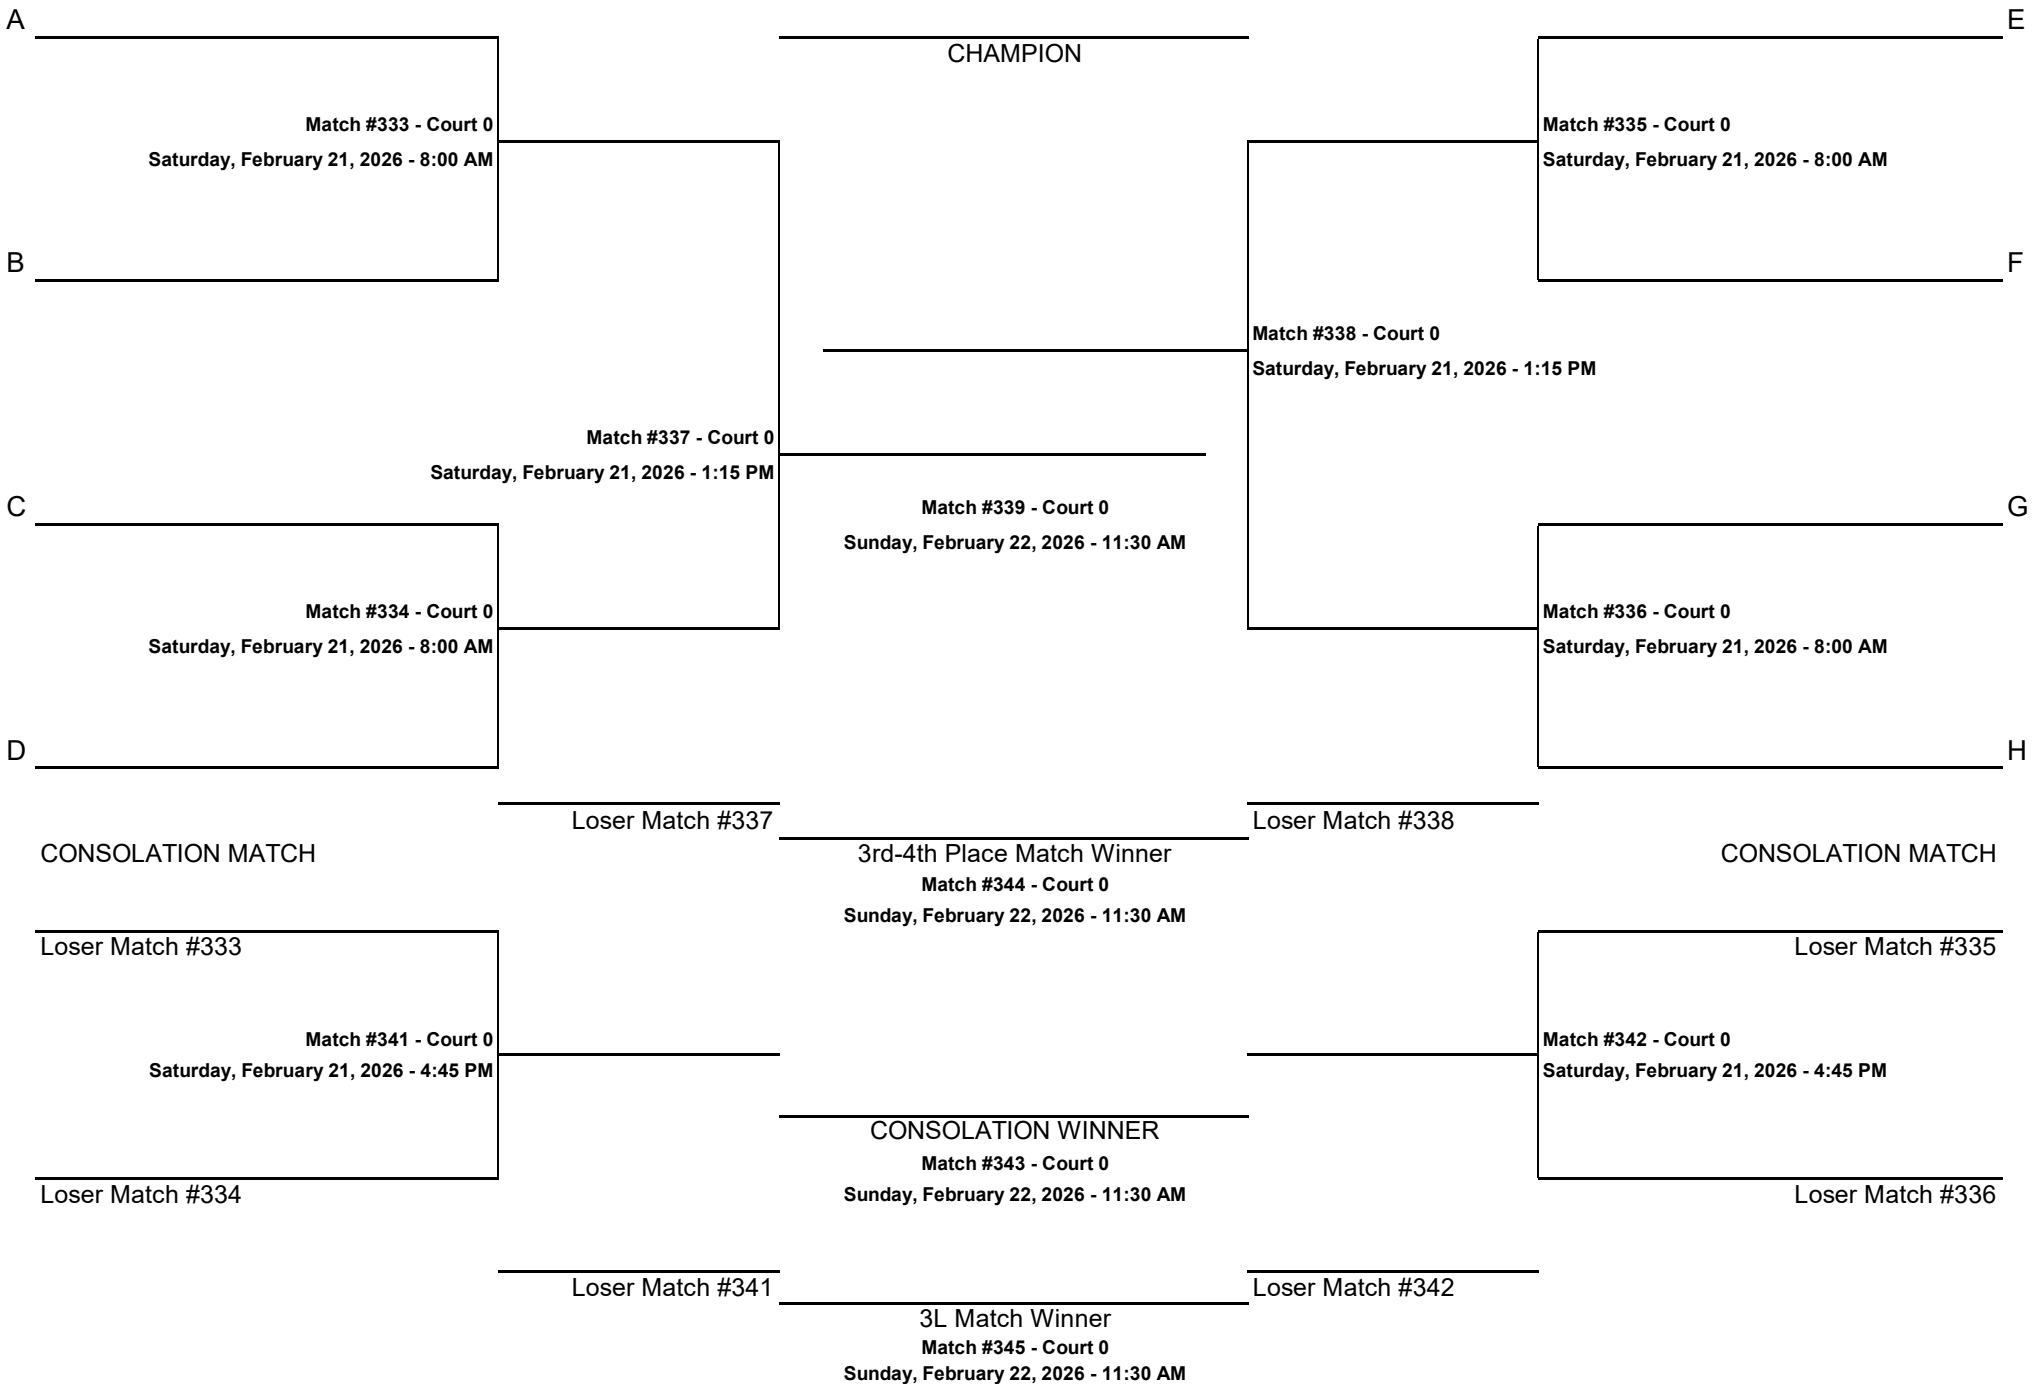 A
E
CHAMPION
Match #333 - Court 0
Saturday, February 21, 2026 - 8:00 AM
Match #335 - Court 0
Saturday, February 21, 2026 - 8:00 AM
B
F
Match #338 - Court 0
Saturday, February 21, 2026 - 1:15 PM
Match #337 - Court 0
Saturday, February 21, 2026 - 1:15 PM
C
G
Match #339 - Court 0
Sunday, February 22, 2026 - 11:30 AM
Match #334 - Court 0
Saturday, February 21, 2026 - 8:00 AM
Match #336 - Court 0
Saturday, February 21, 2026 - 8:00 AM
D
H
Loser Match #337
Loser Match #338
CONSOLATION MATCH
3rd-4th Place Match Winner
CONSOLATION MATCH
Match #344 - Court 0
Sunday, February 22, 2026 - 11:30 AM
Loser Match #333
Loser Match #335
Match #341 - Court 0
Saturday, February 21, 2026 - 4:45 PM
Match #342 - Court 0
Saturday, February 21, 2026 - 4:45 PM
CONSOLATION WINNER
Match #343 - Court 0
Sunday, February 22, 2026 - 11:30 AM
Loser Match #334
Loser Match #336
Loser Match #341
Loser Match #342
3L Match Winner
Match #345 - Court 0
Sunday, February 22, 2026 - 11:30 AM